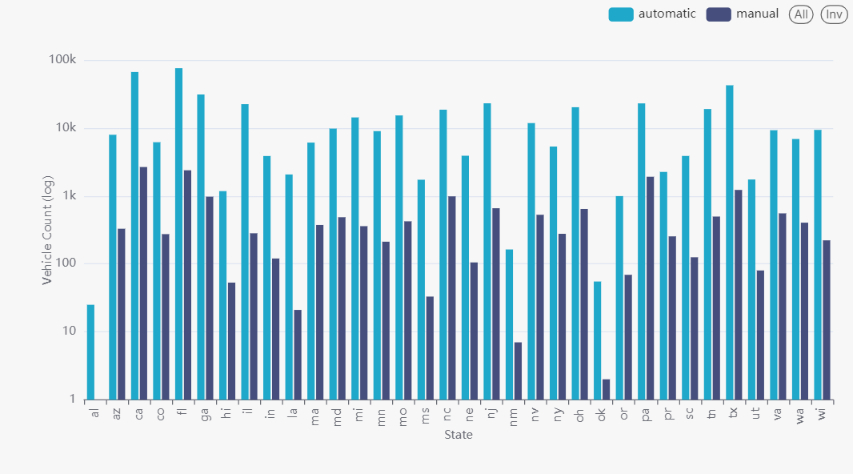 automatic manual All Inv
100k
10k
1k
100
10
1
Vehicle Count (log)
al az ca co fl ga hi il in la ma md mi mn mo ms nc ne nj nm nv ny oh ok or pa pr sc tn tx ut va wa wi
State